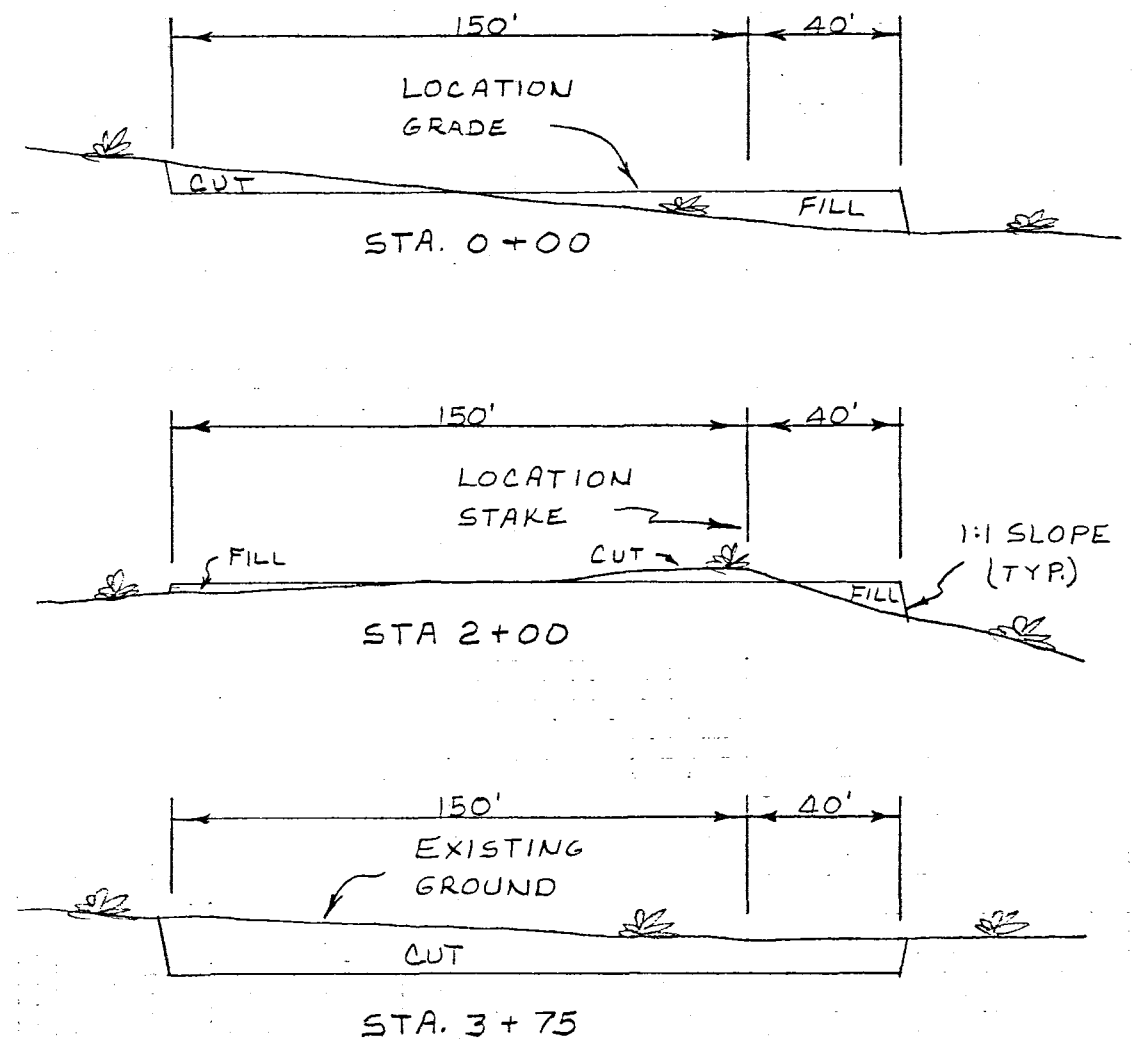 150'
40'
LOCATION
GRADE
CUT
FILL
STA. 0+00
150'
40'
LOCATION
STAKE
1:1 SLOPE
(TYP.)
FILL
CUT
FILL
STA 2+00
150'
40'
EXISTING
GROUND
CUT
STA. 3+75